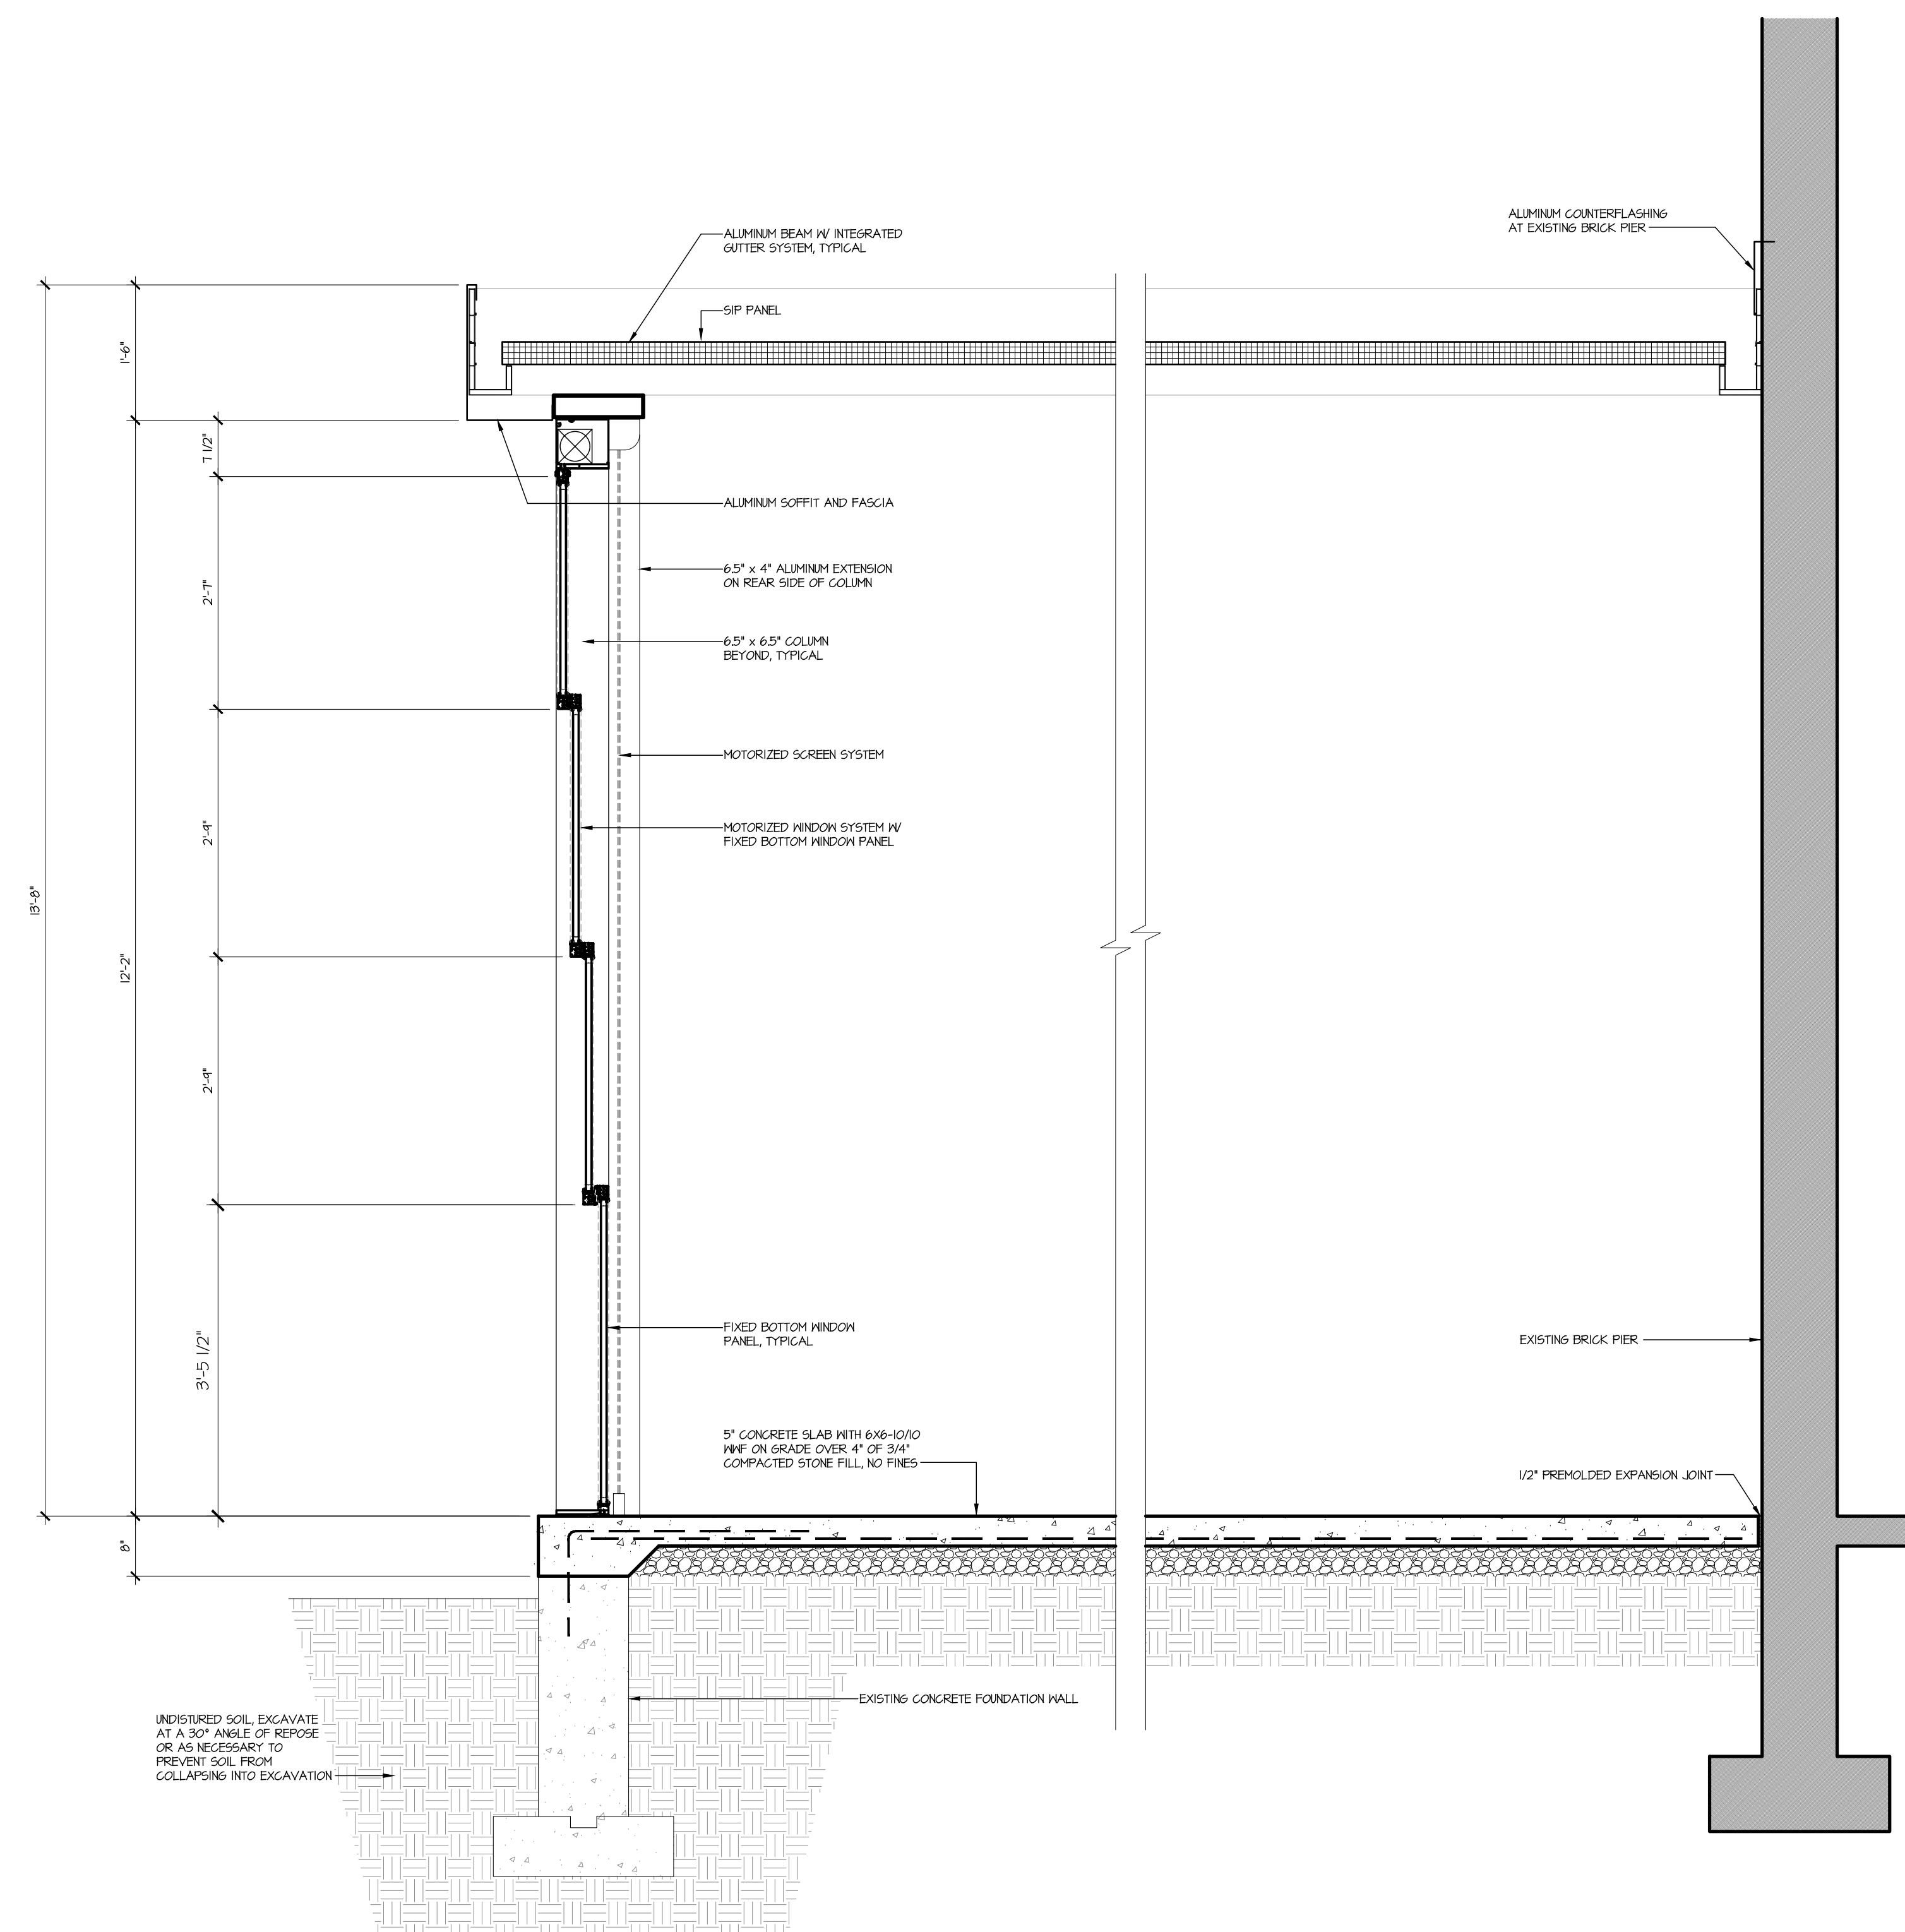 ALUMINUM COUNTERFLASHING
AT EXISTING BRICK PIER
ALUMINUM BEAM W/ INTEGRATED
GUTTER SYSTEM, TYPICAL
SIP PANEL
1'-6"
7 1/2"
ALUMINUM SOFFIT AND FASCIA
6.5" x 4" ALUMINUM EXTENSION
ON REAR SIDE OF COLUMN
2'-7"
6.5" x 6.5" COLUMN
BEYOND, TYPICAL
MOTORIZED SCREEN SYSTEM
2'-9"
MOTORIZED WINDOW SYSTEM W/
FIXED BOTTOM WINDOW PANEL
13'-8"
12'-2"
2'-9"
FIXED BOTTOM WINDOW
PANEL, TYPICAL
EXISTING BRICK PIER
3'-5 1/2"
5" CONCRETE SLAB WITH 6X6-10/10
WWF ON GRADE OVER 4" OF 3/4"
COMPACTED STONE FILL, NO FINES
1/2" PREMOLDED EXPANSION JOINT
8"
EXISTING CONCRETE FOUNDATION WALL
UNDISTURED SOIL, EXCAVATE
AT A 30° ANGLE OF REPOSE
OR AS NECESSARY TO
PREVENT SOIL FROM
COLLAPSING INTO EXCAVATION